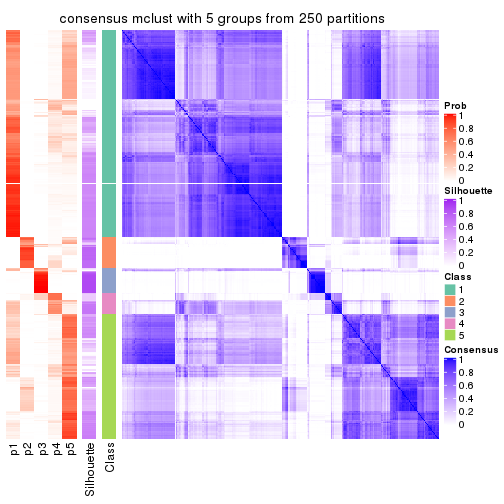 consensus mclust with 5 groups from 250 partitions
Prob
1
0.8
0.6
0.4
0.2
0
Silhouette
1
0.8
0.6
0.4
0.2
0
Class
1
2
3
4
5
Consensus
1
0.8
0.6
0.4
0.2
0
p1
p2
p3
p4
p5
Silhouette
Class